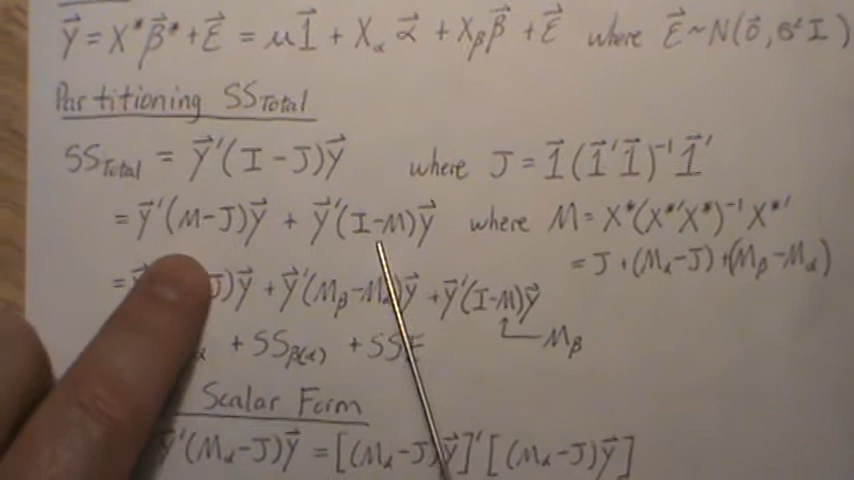 Y⃗ = X*β⃗* + ε⃗ = μ1⃗ + X_α α⃗ + X_β β⃗ + ε⃗ where ε⃗ ~ N(0⃗, σ²I)
Partitioning SS_Total
SS_Total = Y⃗'(I - J)Y⃗ where J = 1⃗(1⃗'1⃗)⁻¹1⃗'
= Y⃗'(M-J)Y⃗ + Y⃗'(I-M)Y⃗ where M = X*(X*'X*)⁻¹X*'
= J + (M_α-J) + (M_β-M_α)
= J)Y⃗ + Y⃗'(M_β-M_α)Y⃗ + Y⃗'(I-M)Y⃗
M_β
α + SS_β(α) + SSE
Scalar Form
Y⃗'(M_α-J)Y⃗ = [(M_α-J)Y⃗]'[(M_α-J)Y⃗]